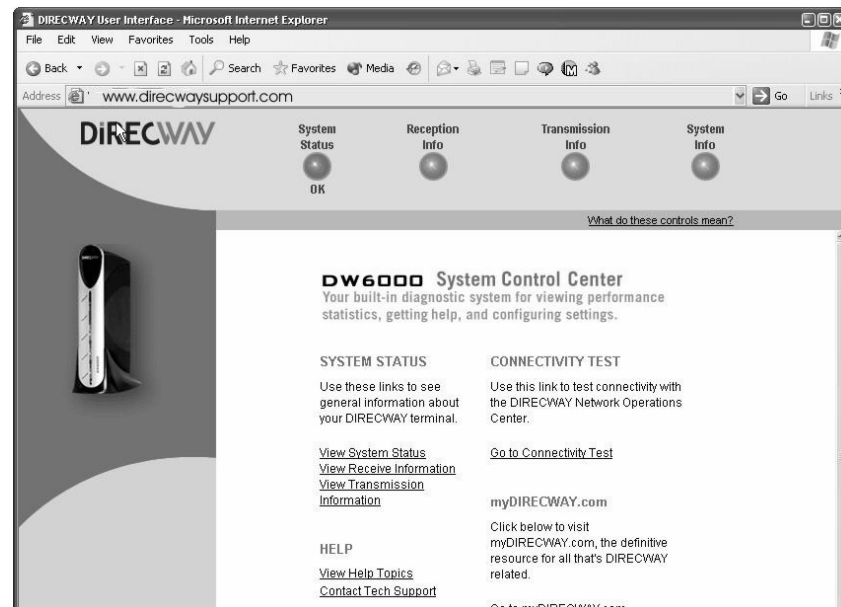 DIRECWAY User Interface - Microsoft Internet Explorer
File Edit View Favorites Tools Help
Back Search Favorites Media
Address www.direcwaysupport.com Go Links
DiRECWAY
System Status OK
Reception Info
Transmission Info
System Info
What do these controls mean?
DW6000 System Control Center
Your built-in diagnostic system for viewing performance
statistics, getting help, and configuring settings.
SYSTEM STATUS
Use these links to see
general information about
your DIRECWAY terminal.
View System Status
View Receive Information
View Transmission
Information
HELP
View Help Topics
Contact Tech Support
CONNECTIVITY TEST
Use this link to test connectivity with
the DIRECWAY Network Operations
Center.
Go to Connectivity Test
myDIRECWAY.com
Click below to visit
myDIRECWAY.com, the definitive
resource for all that's DIRECWAY
related.
Go to myDIRECWAY.com